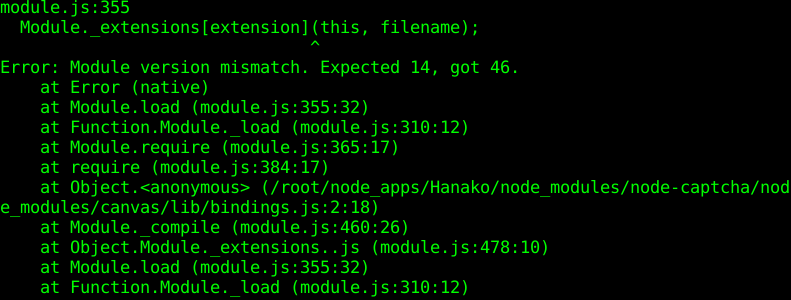 module.js:355
  Module._extensions[extension](this, filename);
                               ^
Error: Module version mismatch. Expected 14, got 46.
    at Error (native)
    at Module.load (module.js:355:32)
    at Function.Module._load (module.js:310:12)
    at Module.require (module.js:365:17)
    at require (module.js:384:17)
    at Object.<anonymous> (/root/node_apps/Hanako/node_modules/node-captcha/nod
e_modules/canvas/lib/bindings.js:2:18)
    at Module._compile (module.js:460:26)
    at Object.Module._extensions..js (module.js:478:10)
    at Module.load (module.js:355:32)
    at Function.Module._load (module.js:310:12)